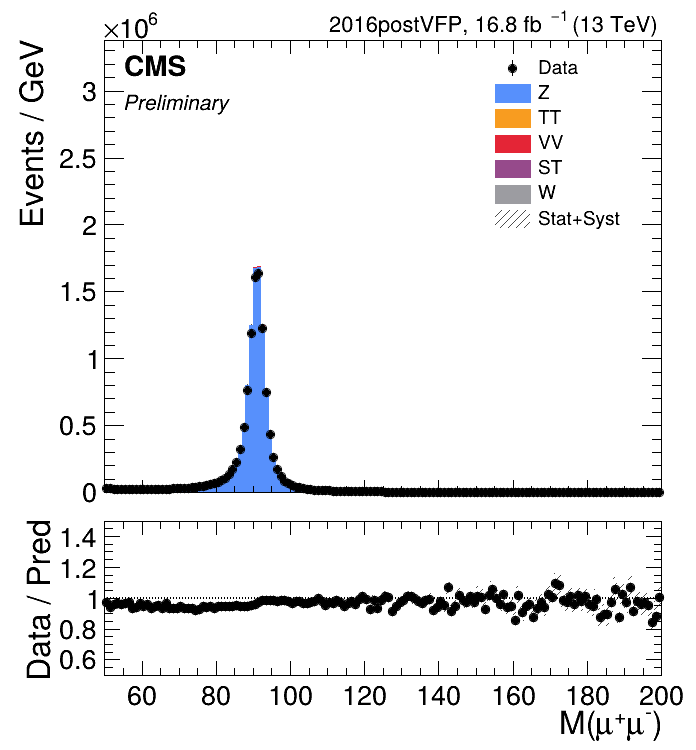 ×10⁶
2016postVFP, 16.8 fb ⁻¹ (13 TeV)
CMS
Preliminary
Events / GeV
3
2.5
2
1.5
1
0.5
0
Data
Z
TT
VV
ST
W
Stat+Syst
Data / Pred
1.4
1.2
1
0.8
0.6
60 80 100 120 140 160 180 200
M(μ⁺μ⁻)